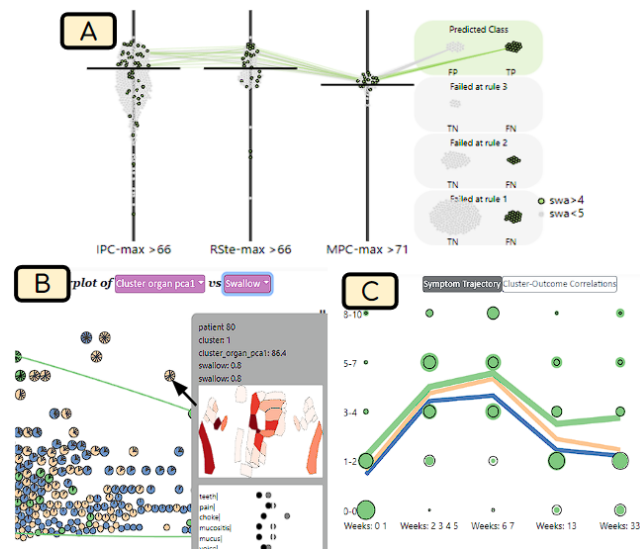 A
Predicted Class
FP TP
Failed at rule 3
TN FN
Failed at rule 2
TN FN
Failed at rule 1
TN FN
swa>4
swa<5
IPC-max >66 RSte-max >66 MPC-max >71
B
rplot of Cluster organ pca1 vs Swallow
patient 80
cluster: 1
cluster_organ_pca1: 86.4
swallow: 0.8
swallow: 0.8
teeth|
pain|
choke|
mucositis|
mucus|
C
Symptom Trajectory Cluster-Outcome Correlations
8-10
5-7
3-4
1-2
0-0
Weeks: 0 1 Weeks: 2 3 4 5 Weeks: 6 7 Weeks: 13 Weeks: 33